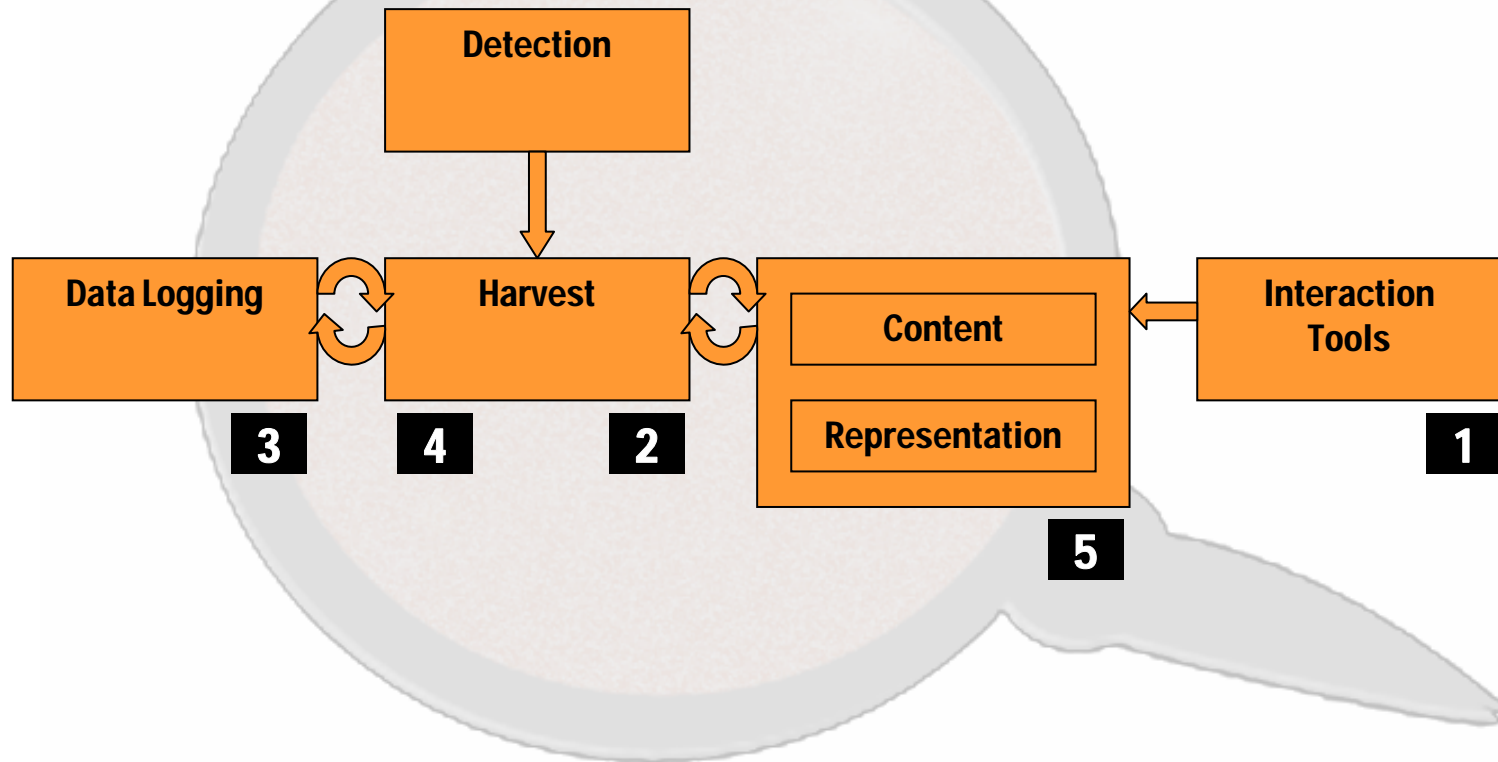 Detection
Data Logging
Harvest
Content
Representation
Interaction
Tools
3
4
2
1
5